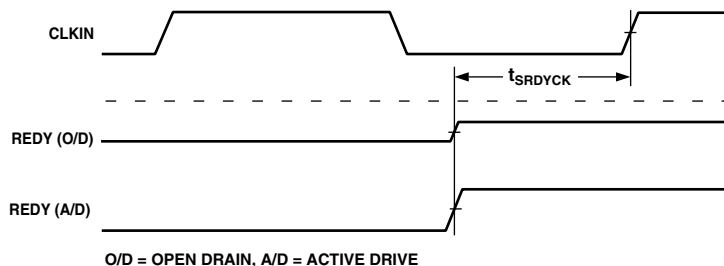 CLKIN
tSRDYCK
REDY (O/D)
REDY (A/D)
O/D = OPEN DRAIN, A/D = ACTIVE DRIVE